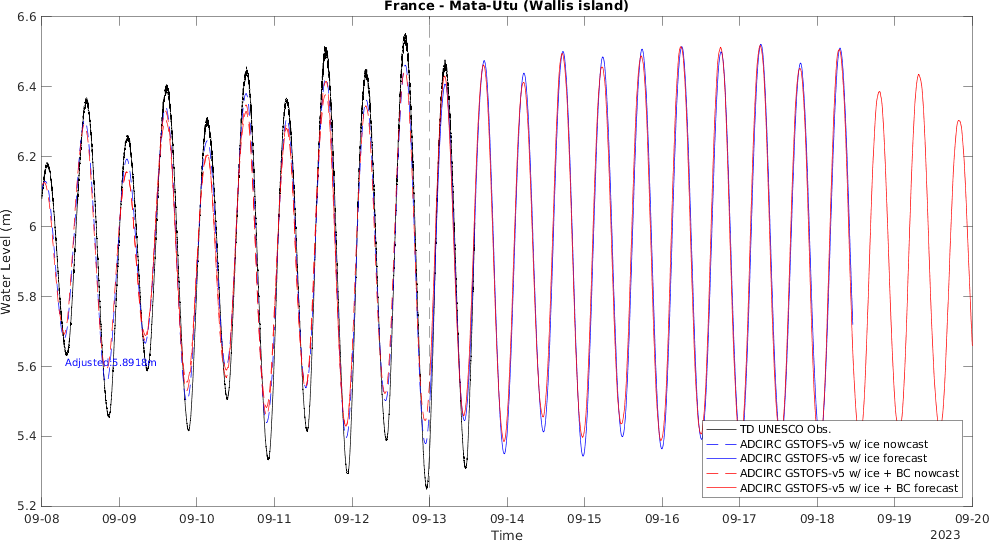 France - Mata-Utu (Wallis island)
6.6
6.4
6.2
6
5.8
5.6
5.4
5.2
Water Level (m)
Adjusted:5.8918m
TD UNESCO Obs.
ADCIRC GSTOFS-v5 w/ ice nowcast
ADCIRC GSTOFS-v5 w/ ice forecast
ADCIRC GSTOFS-v5 w/ ice + BC nowcast
ADCIRC GSTOFS-v5 w/ ice + BC forecast
09-08 09-09 09-10 09-11 09-12 09-13 09-14 09-15 09-16 09-17 09-18 09-19 09-20
Time
2023